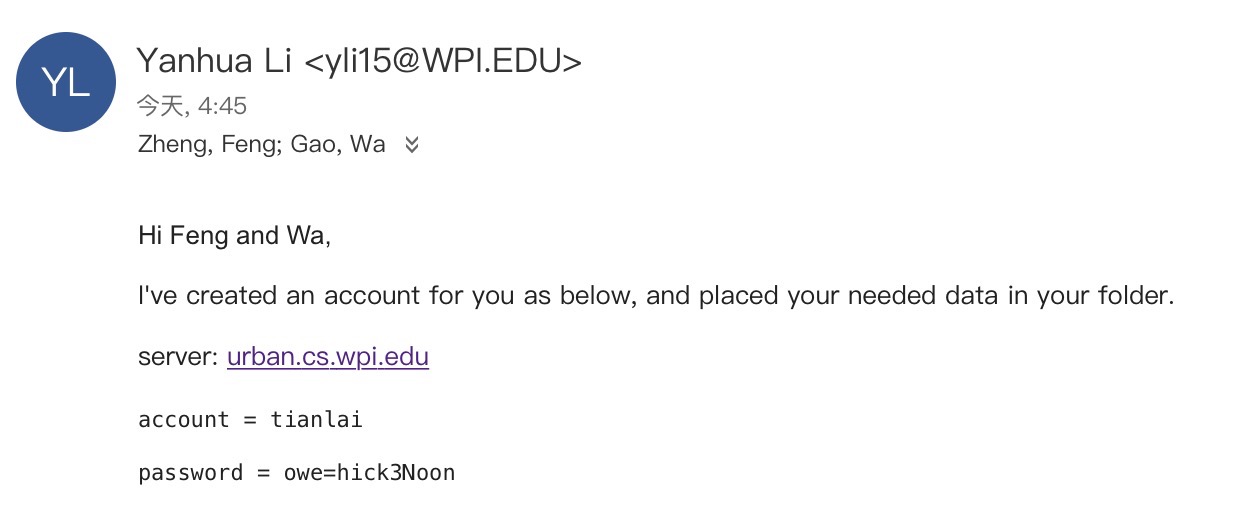 YL
Yanhua Li <yli15@WPI.EDU>
今天, 4:45
Zheng, Feng; Gao, Wa
Hi Feng and Wa,
I've created an account for you as below, and placed your needed data in your folder.
server: urban.cs.wpi.edu
account = tianlai
password = owe=hick3Noon